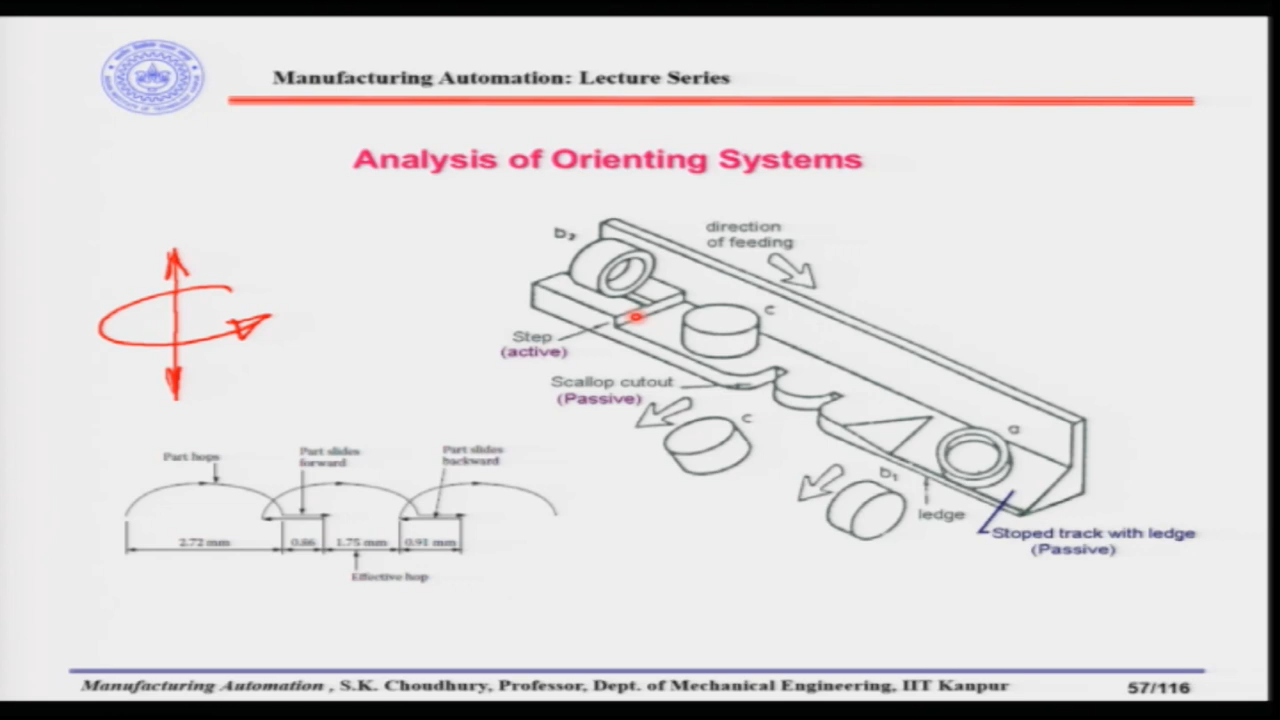 Manufacturing Automation: Lecture Series
Analysis of Orienting Systems
b₂
direction
of feeding
c
Step
(active)
Scallop cutout
(Passive)
c
a
b₁
ledge
Stoped track with ledge
(Passive)
Part hops
Part slides
forward
Part slides
backward
2.72 mm
0.86
1.75 mm
0.91 mm
Effective hop
Manufacturing Automation , S.K. Choudhury, Professor, Dept. of Mechanical Engineering, IIT Kanpur
57/116